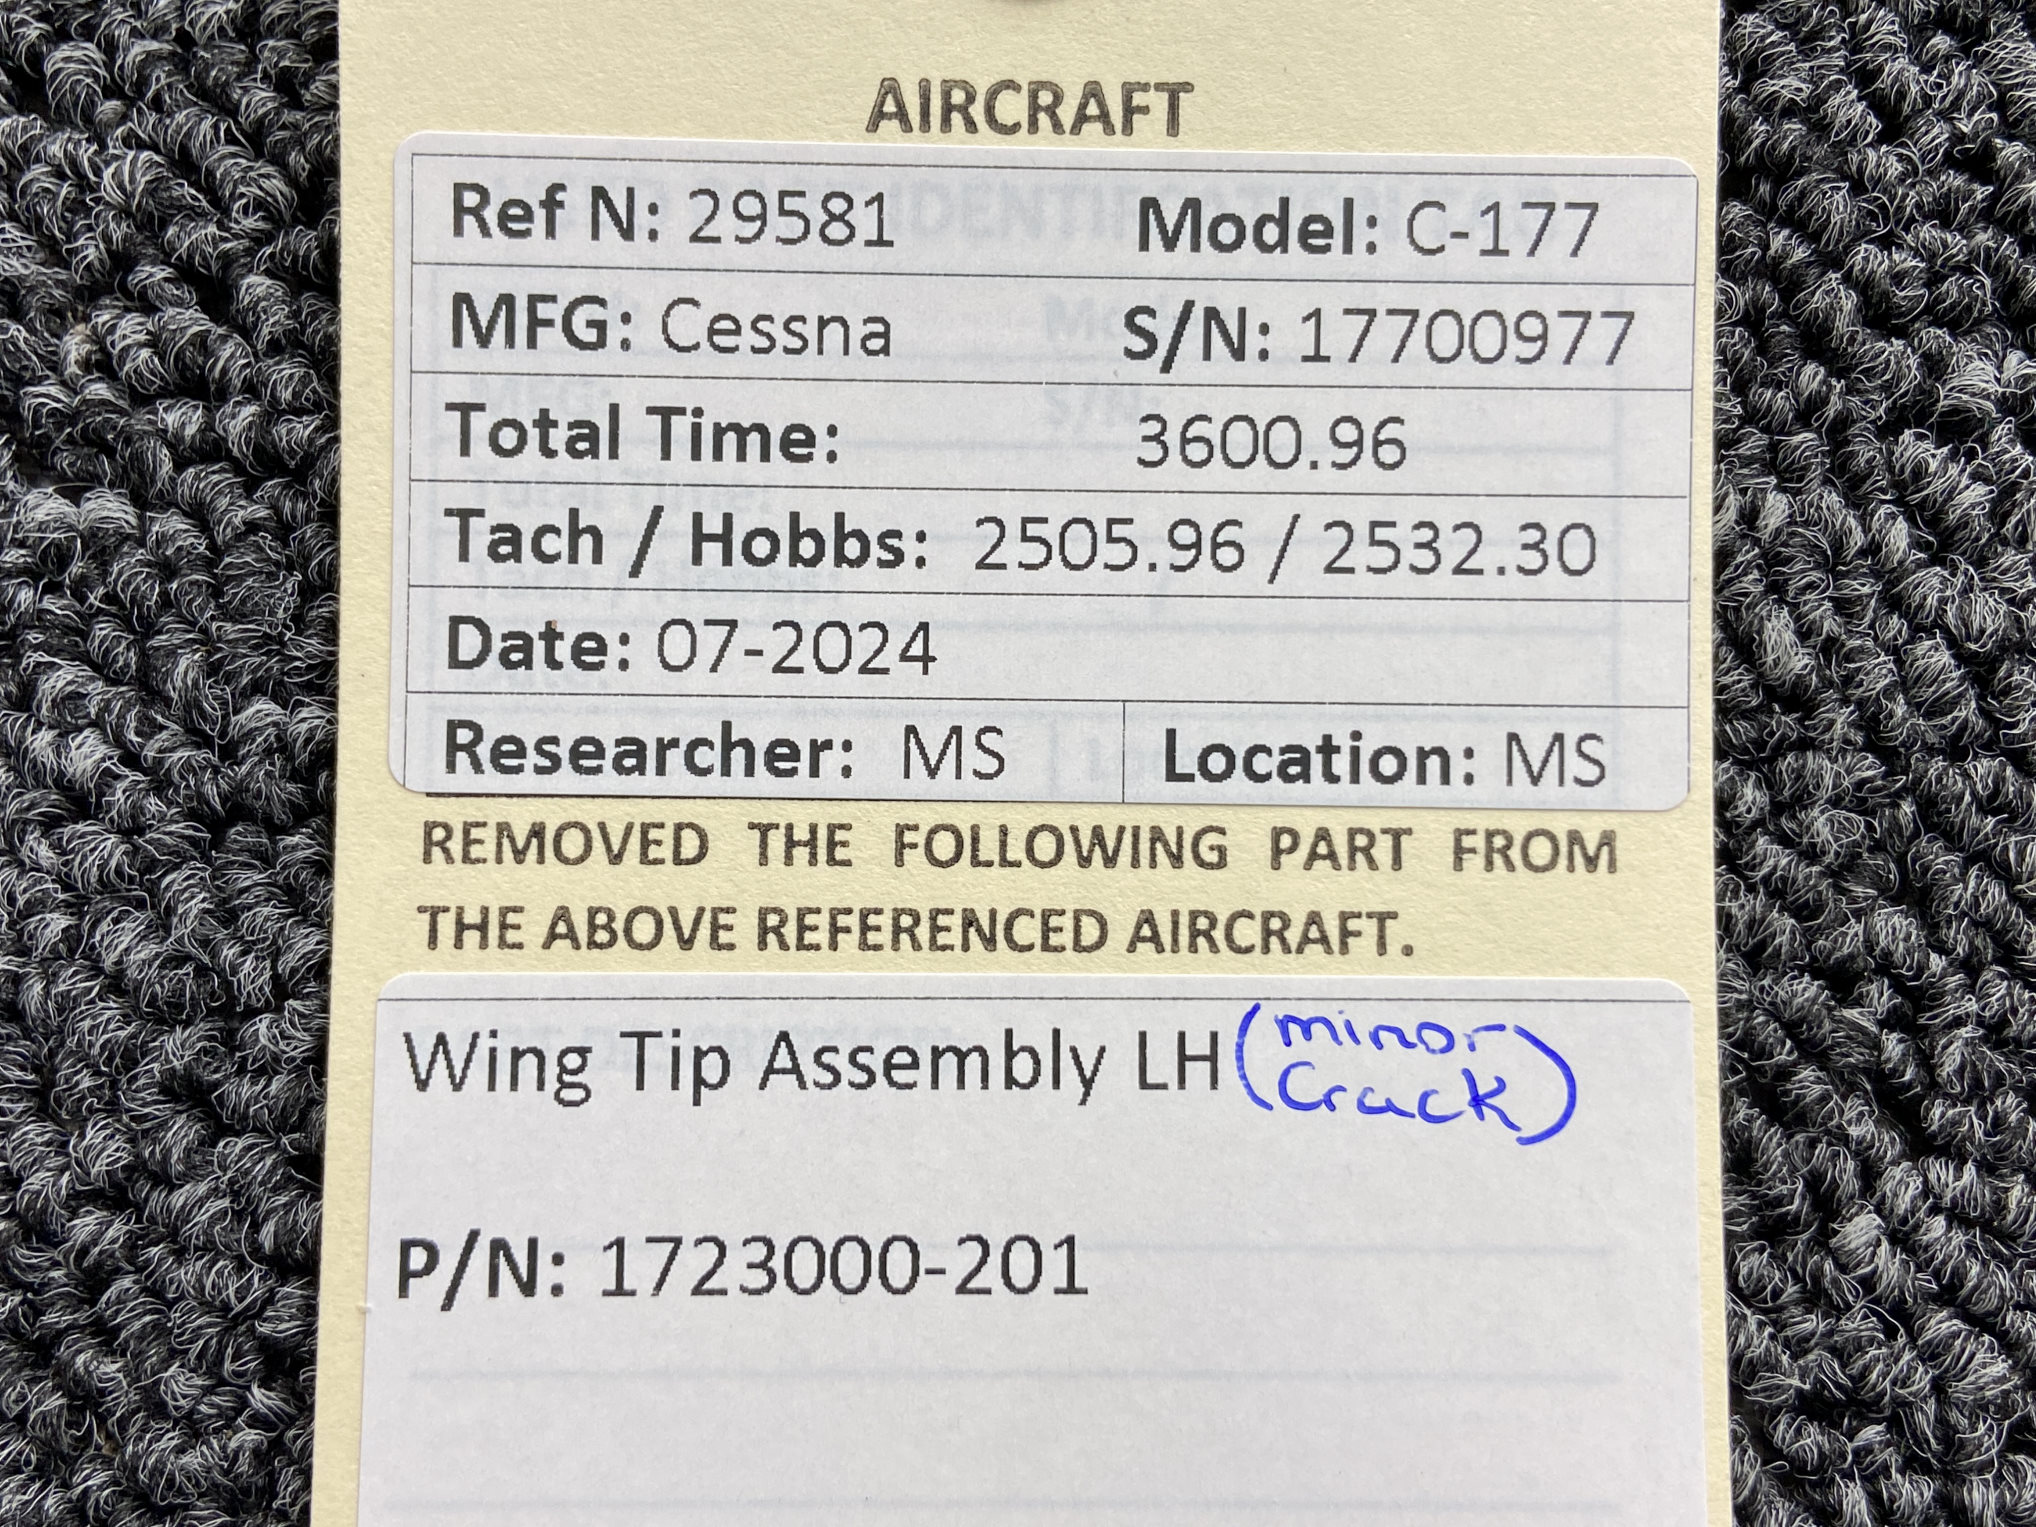 AIRCRAFT
Ref N: 29581 Model: C-177
MFG: Cessna S/N: 17700977
Total Time: 3600.96
Tach / Hobbs: 2505.96 / 2532.30
Date: 07-2024
Researcher: MS Location: MS
REMOVED THE FOLLOWING PART FROM
THE ABOVE REFERENCED AIRCRAFT.
Wing Tip Assembly LH (minor
Crack)
P/N: 1723000-201